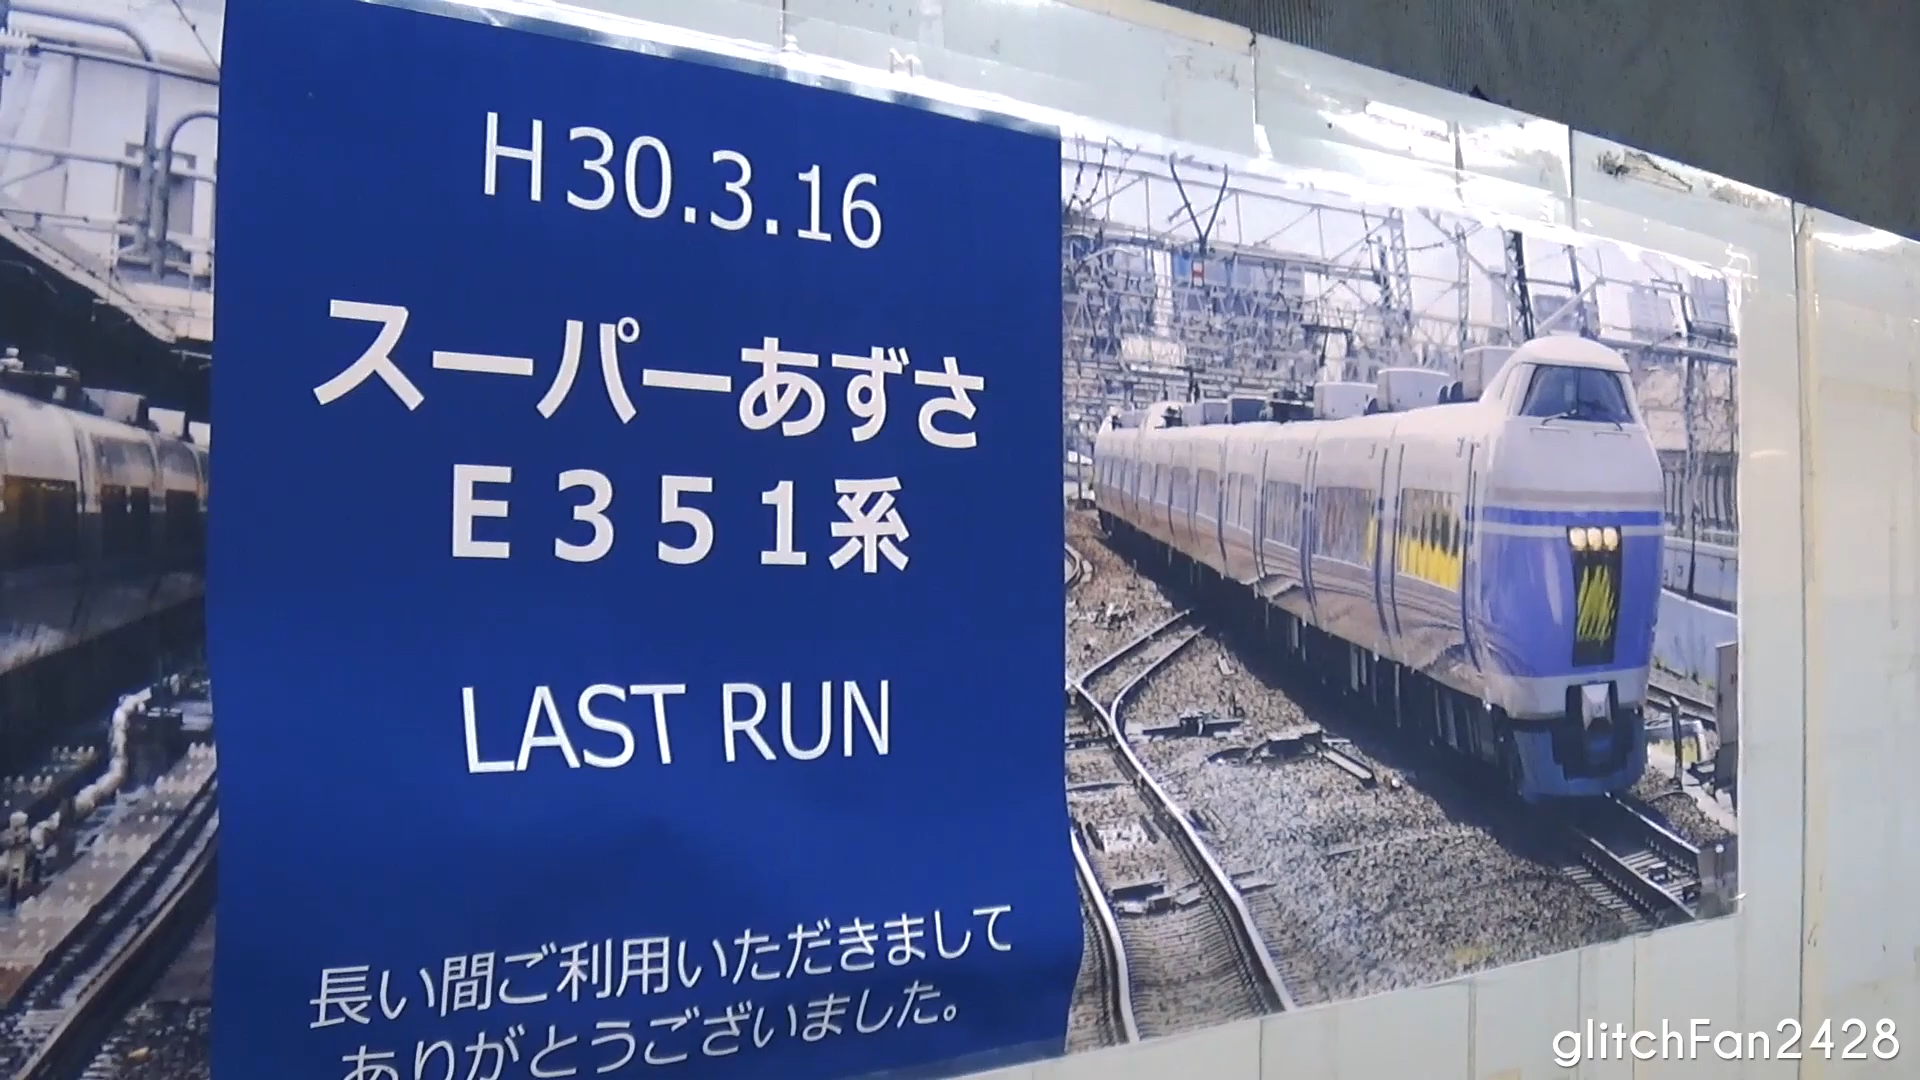 H30.3.16
スーパーあずさ
E351系
LAST RUN
長い間ご利用いただきまして
ありがとうございました。
glitchFan2428